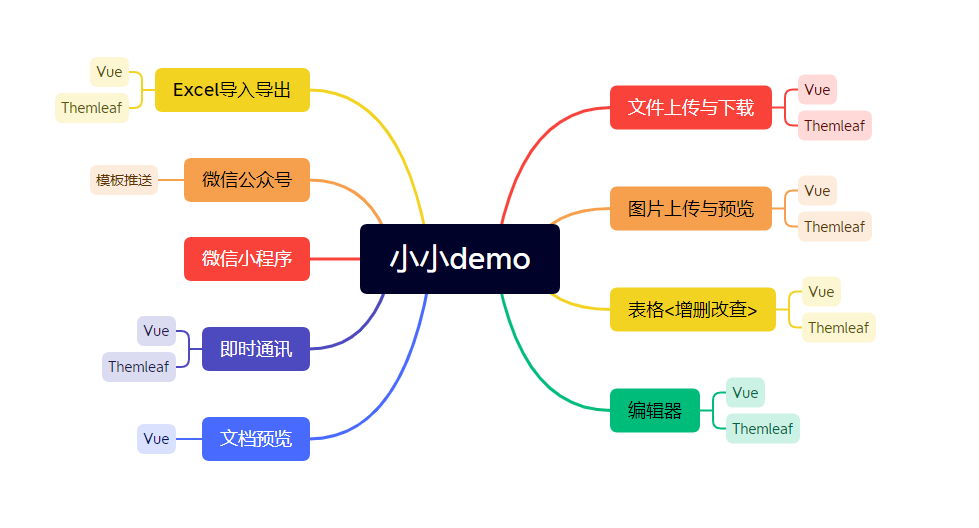 小小demo
文件上传与下载
Vue
Themleaf
图片上传与预览
Vue
Themleaf
表格<增删改查>
Vue
Themleaf
编辑器
Vue
Themleaf
Excel导入导出
Vue
Themleaf
微信公众号
模板推送
微信小程序
即时通讯
Vue
Themleaf
文档预览
Vue